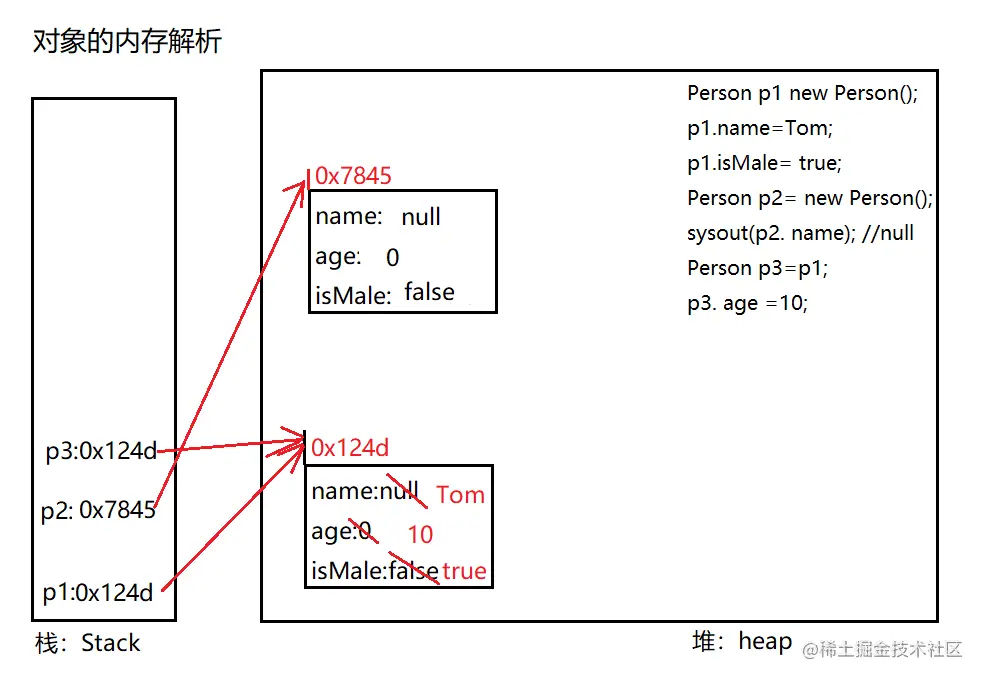 对象的内存解析
Person p1 new Person();
p1.name=Tom;
p1.isMale= true;
Person p2= new Person();
sysout(p2. name); //null
Person p3=p1;
p3. age =10;
0x7845
name: null
age: 0
isMale: false
p3:0x124d
p2: 0x7845
p1:0x124d
0x124d
name:null Tom
age:0 10
isMale:false true
栈：Stack
堆：heap
@稀土掘金技术社区